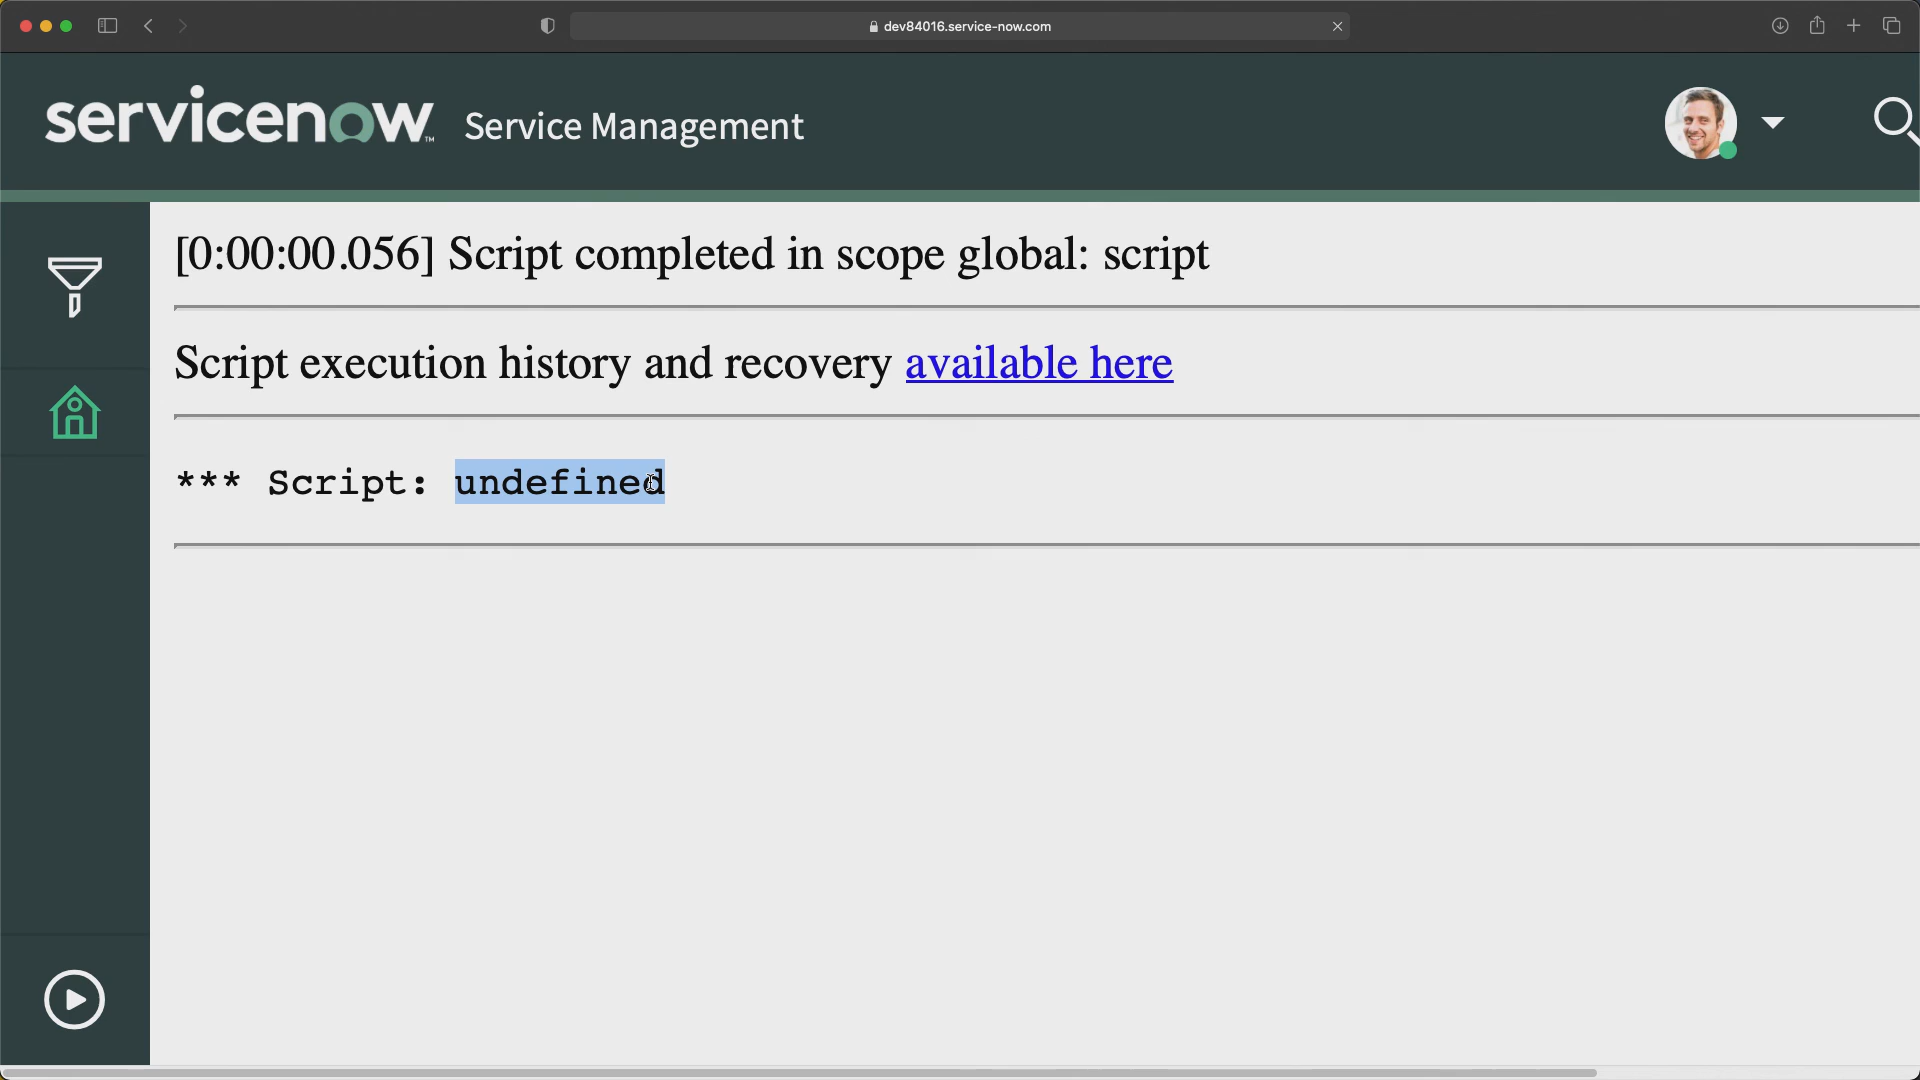 dev84016.service-now.com
servicenow™ Service Management
[0:00:00.056] Script completed in scope global: script
Script execution history and recovery available here
*** Script: undefined